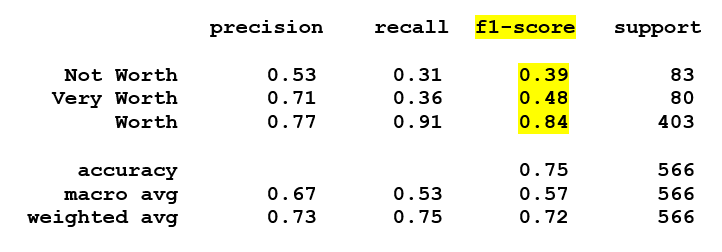 precision recall f1-score support
Not Worth 0.53 0.31 0.39 83
Very Worth 0.71 0.36 0.48 80
Worth 0.77 0.91 0.84 403
accuracy 0.75 566
macro avg 0.67 0.53 0.57 566
weighted avg 0.73 0.75 0.72 566